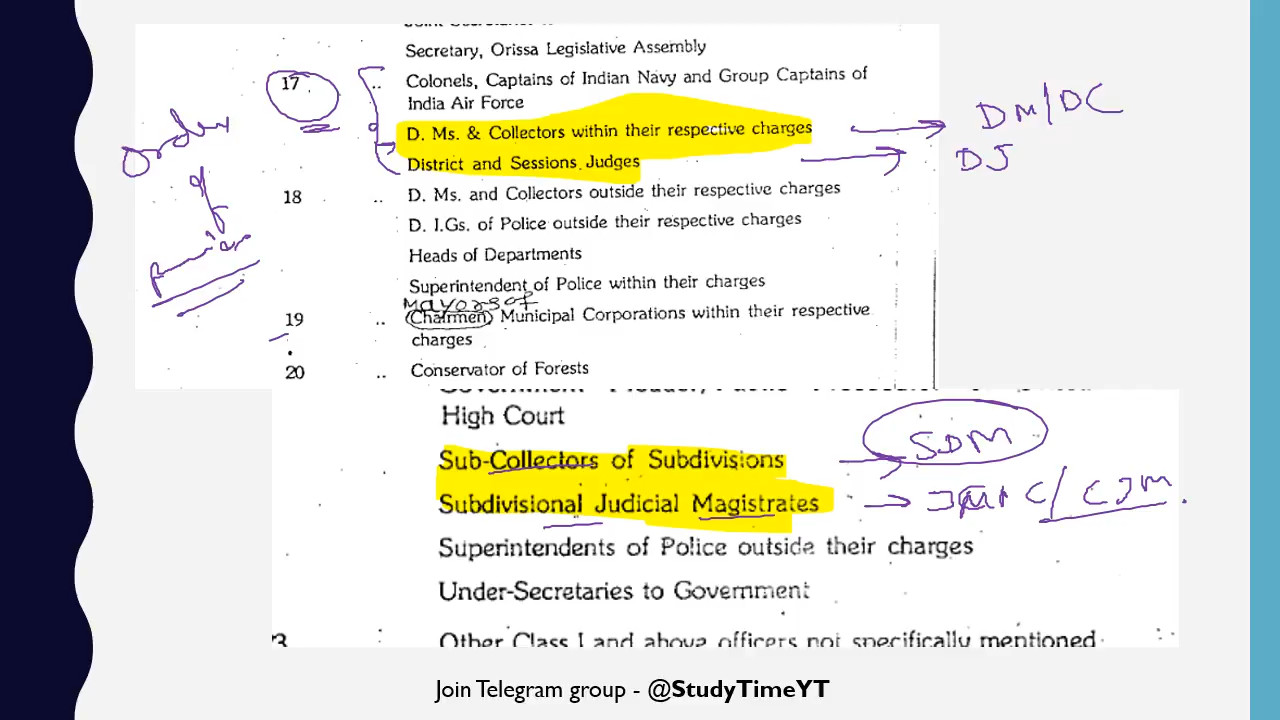 Secretary, Orissa Legislative Assembly
17 .. Colonels, Captains of Indian Navy and Group Captains of
India Air Force
D. Ms. & Collectors within their respective charges
DM/DC
District and Sessions Judges
DJ
Order
of
18 .. D. Ms. and Collectors outside their respective charges
D. I.Gs. of Police outside their respective charges
Heads of Departments
Superintendent of Police within their charges
Mayors of
19 .. (Chairmen) Municipal Corporations within their respective
charges
20 .. Conservator of Forests
High Court
Sub-Collectors of Subdivisions
SDM
Subdivisional Judicial Magistrates
C/CJM
Superintendents of Police outside their charges
Under-Secretaries to Government
Other Class I and above officers not specifically mentioned
Join Telegram group - @StudyTimeYT